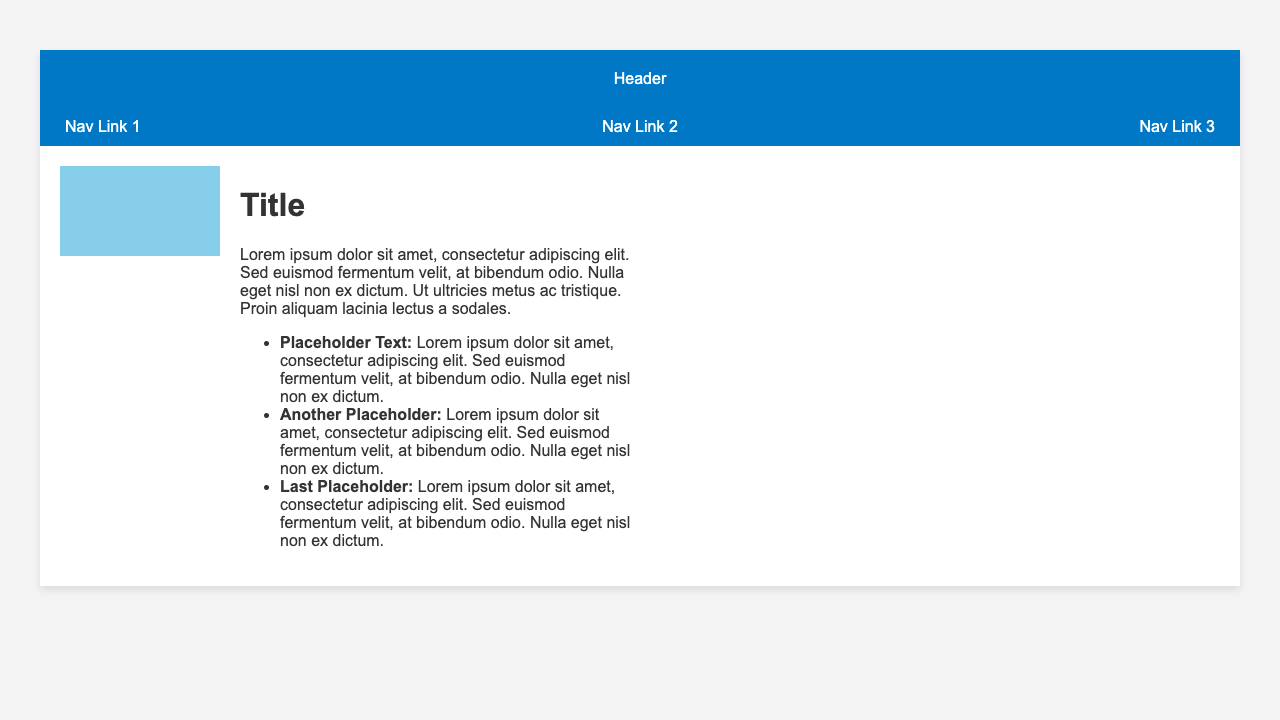 Header
Nav Link 1 Nav Link 2 Nav Link 3
Title
Lorem ipsum dolor sit amet, consectetur adipiscing elit.
Sed euismod fermentum velit, at bibendum odio. Nulla
eget nisl non ex dictum. Ut ultricies metus ac tristique.
Proin aliquam lacinia lectus a sodales.
• Placeholder Text: Lorem ipsum dolor sit amet,
consectetur adipiscing elit. Sed euismod
fermentum velit, at bibendum odio. Nulla eget nisl
non ex dictum.
• Another Placeholder: Lorem ipsum dolor sit
amet, consectetur adipiscing elit. Sed euismod
fermentum velit, at bibendum odio. Nulla eget nisl
non ex dictum.
• Last Placeholder: Lorem ipsum dolor sit amet,
consectetur adipiscing elit. Sed euismod
fermentum velit, at bibendum odio. Nulla eget nisl
non ex dictum.